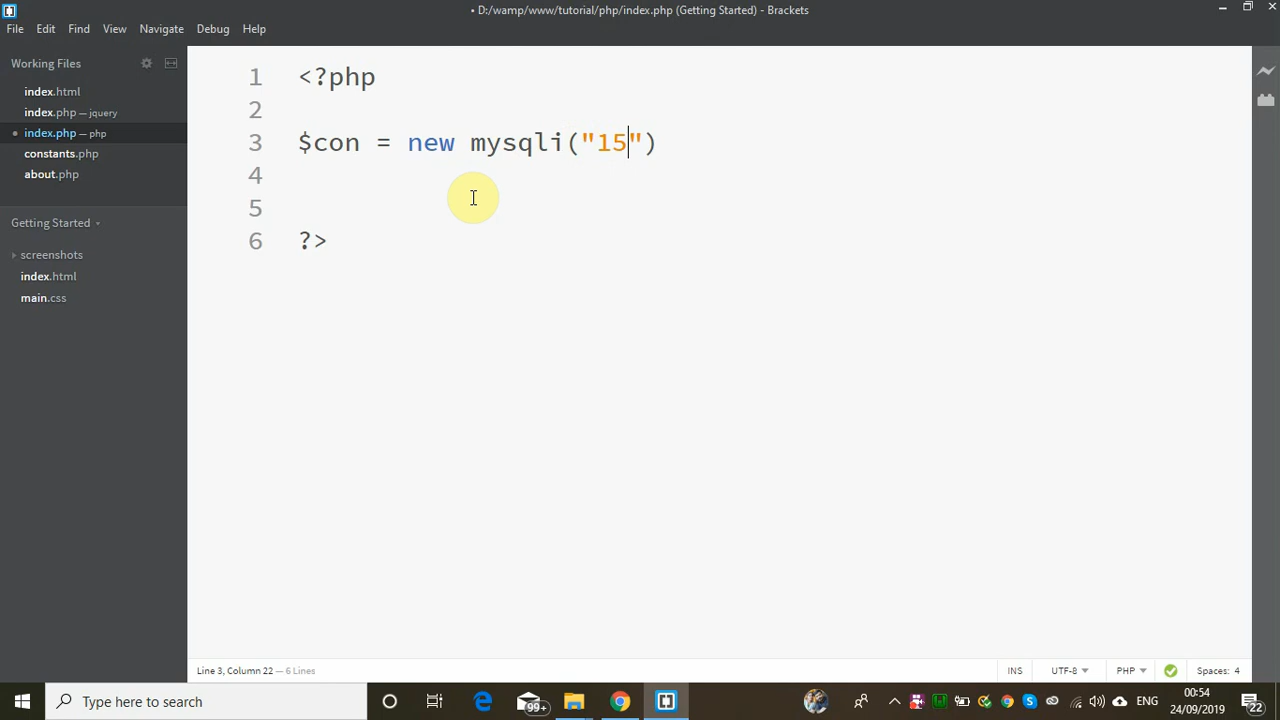 • D:/wamp/www/tutorial/php/index.php (Getting Started) - Brackets
File Edit Find View Navigate Debug Help
Working Files
index.html
index.php — jquery
• index.php — php
constants.php
about.php
Getting Started
screenshots
index.html
main.css
1 <?php
2
3 $con = new mysqli("15")
4
5
6 ?>
Line 3, Column 22 — 6 Lines
INS UTF-8 PHP Spaces: 4
Type here to search
99+
ENG
00:54
24/09/2019
22